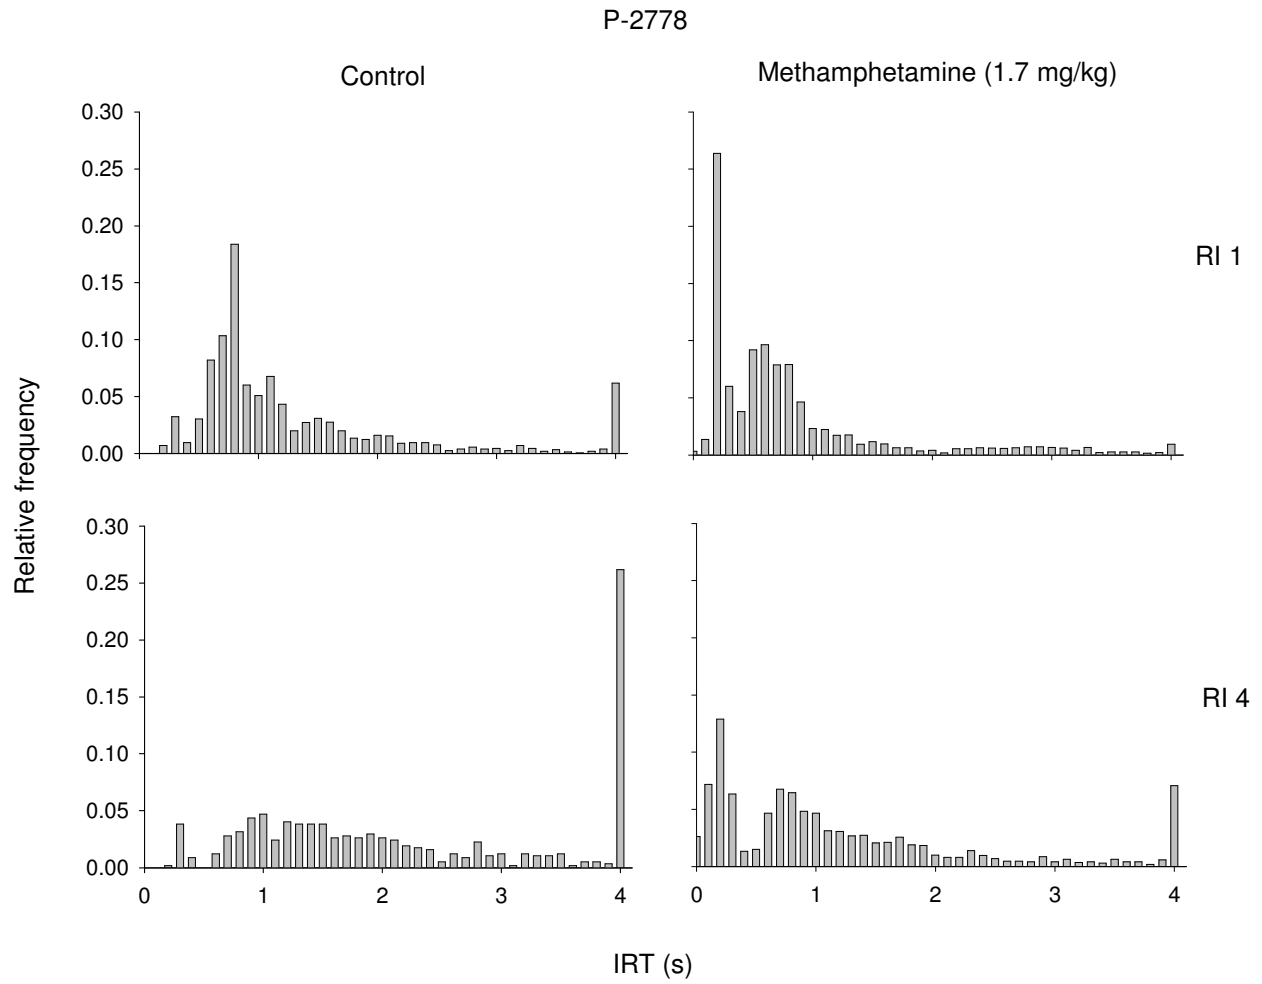 P-2778
Control
Methamphetamine (1.7 mg/kg)
0.30
0.25
0.20
0.15
0.10
0.05
0.00
RI 1
Relative frequency
0.30
0.25
0.20
0.15
0.10
0.05
0.00
RI 4
0 1 2 3 4
0 1 2 3 4
IRT (s)